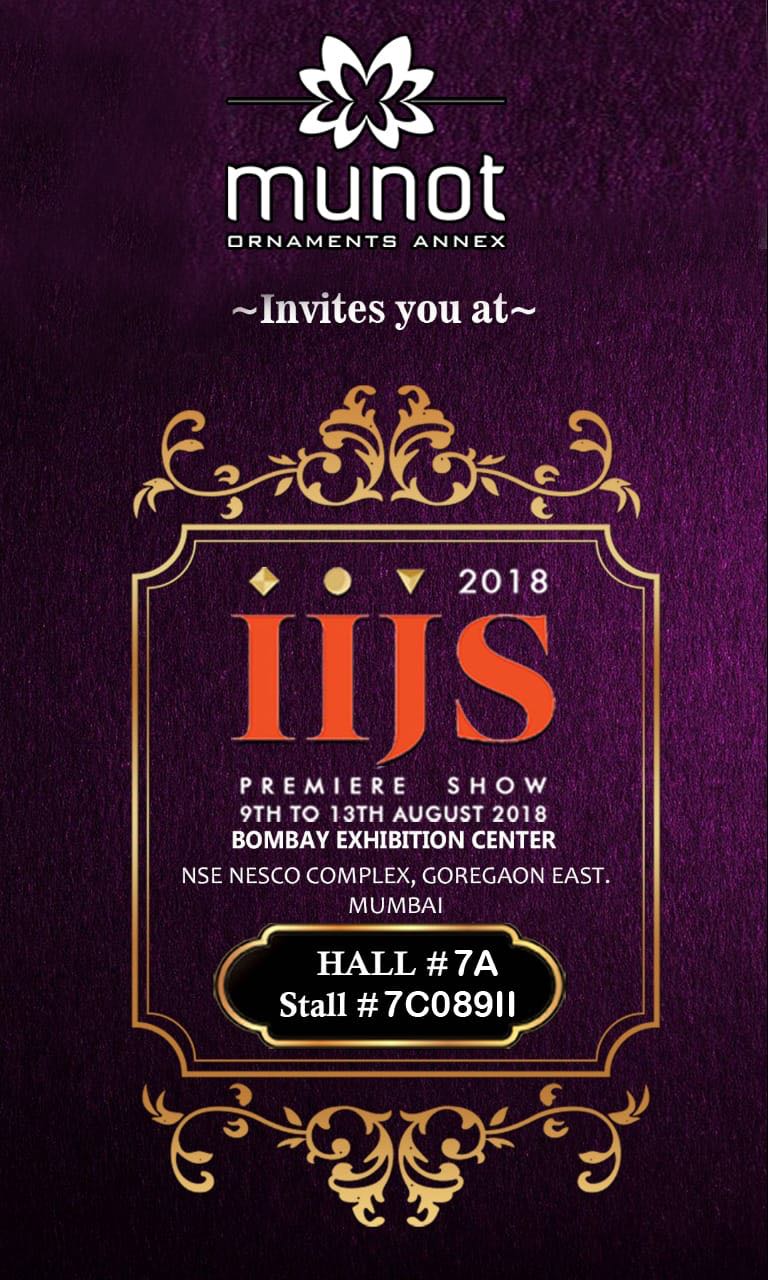 munot
ORNAMENTS ANNEX
~Invites you at~
2018
IIJS
PREMIERE SHOW
9TH TO 13TH AUGUST 2018
BOMBAY EXHIBITION CENTER
NSE NESCO COMPLEX, GOREGAON EAST.
MUMBAI
HALL #7A
Stall #7C089II